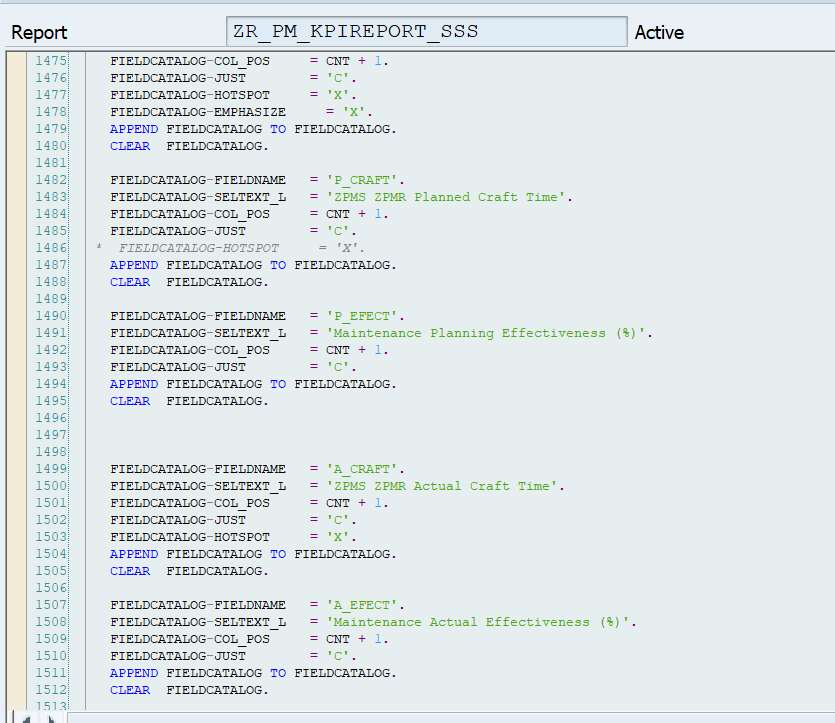 Report ZR_PM_KPIREPORT_SSS Active
1475 FIELDCATALOG-COL_POS = CNT + 1.
1476 FIELDCATALOG-JUST = 'C'.
1477 FIELDCATALOG-HOTSPOT = 'X'.
1478 FIELDCATALOG-EMPHASIZE = 'X'.
1479 APPEND FIELDCATALOG TO FIELDCATALOG.
1480 CLEAR FIELDCATALOG.
1481
1482 FIELDCATALOG-FIELDNAME = 'P_CRAFT'.
1483 FIELDCATALOG-SELTEXT_L = 'ZPMS ZPMR Planned Craft Time'.
1484 FIELDCATALOG-COL_POS = CNT + 1.
1485 FIELDCATALOG-JUST = 'C'.
1486 * FIELDCATALOG-HOTSPOT = 'X'.
1487 APPEND FIELDCATALOG TO FIELDCATALOG.
1488 CLEAR FIELDCATALOG.
1489
1490 FIELDCATALOG-FIELDNAME = 'P_EFECT'.
1491 FIELDCATALOG-SELTEXT_L = 'Maintenance Planning Effectiveness (%)'.
1492 FIELDCATALOG-COL_POS = CNT + 1.
1493 FIELDCATALOG-JUST = 'C'.
1494 APPEND FIELDCATALOG TO FIELDCATALOG.
1495 CLEAR FIELDCATALOG.
1496
1497
1498
1499 FIELDCATALOG-FIELDNAME = 'A_CRAFT'.
1500 FIELDCATALOG-SELTEXT_L = 'ZPMS ZPMR Actual Craft Time'.
1501 FIELDCATALOG-COL_POS = CNT + 1.
1502 FIELDCATALOG-JUST = 'C'.
1503 FIELDCATALOG-HOTSPOT = 'X'.
1504 APPEND FIELDCATALOG TO FIELDCATALOG.
1505 CLEAR FIELDCATALOG.
1506
1507 FIELDCATALOG-FIELDNAME = 'A_EFECT'.
1508 FIELDCATALOG-SELTEXT_L = 'Maintenance Actual Effectiveness (%)'.
1509 FIELDCATALOG-COL_POS = CNT + 1.
1510 FIELDCATALOG-JUST = 'C'.
1511 APPEND FIELDCATALOG TO FIELDCATALOG.
1512 CLEAR FIELDCATALOG.
1513